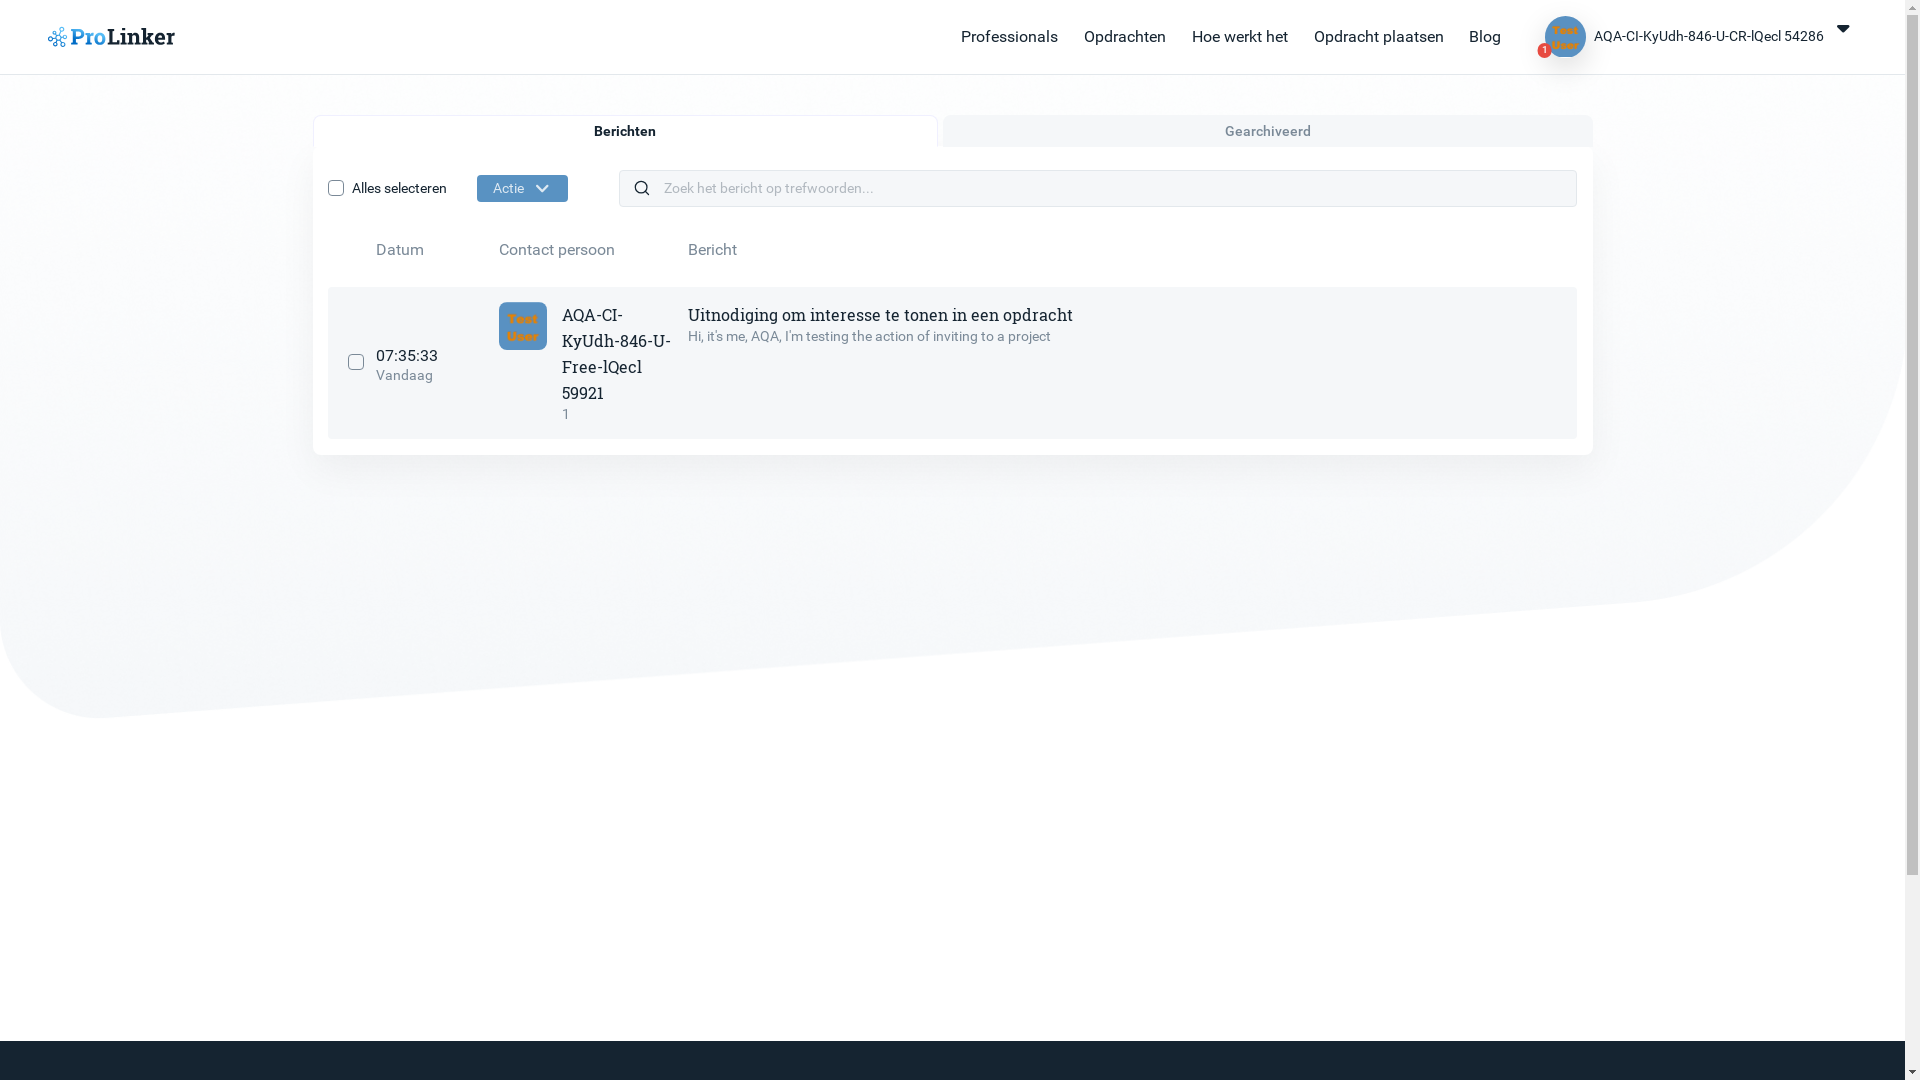 ProLinker
Professionals Opdrachten Hoe werkt het Opdracht plaatsen Blog
Test
User
1
AQA-CI-KyUdh-846-U-CR-lQecl 54286
Berichten
Gearchiveerd
Alles selecteren
Actie
Zoek het bericht op trefwoorden...
Datum Contact persoon Bericht
07:35:33
Vandaag
Test
User
AQA-CI-
KyUdh-846-U-
Free-lQecl
59921
1
Uitnodiging om interesse te tonen in een opdracht
Hi, it's me, AQA, I'm testing the action of inviting to a project